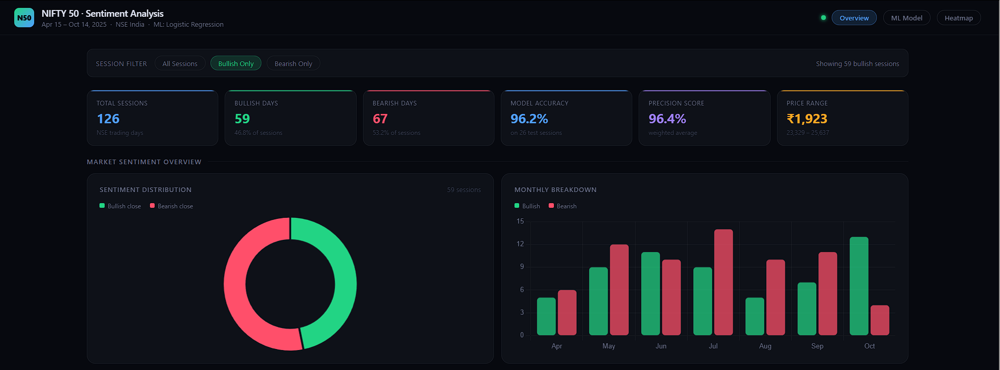 N50
NIFTY 50 · Sentiment Analysis
Apr 15 – Oct 14, 2025 · NSE India · ML: Logistic Regression
Overview
ML Model
Heatmap
SESSION FILTER
All Sessions
Bullish Only
Bearish Only
Showing 59 bullish sessions
TOTAL SESSIONS
126
NSE trading days
BULLISH DAYS
59
46.8% of sessions
BEARISH DAYS
67
53.2% of sessions
MODEL ACCURACY
96.2%
on 26 test sessions
PRECISION SCORE
96.4%
weighted average
PRICE RANGE
₹1,923
23,329 – 25,637
MARKET SENTIMENT OVERVIEW
SENTIMENT DISTRIBUTION
59 sessions
Bullish close
Bearish close
MONTHLY BREAKDOWN
Bullish
Bearish
15
12
9
6
3
0
Apr
May
Jun
Jul
Aug
Sep
Oct